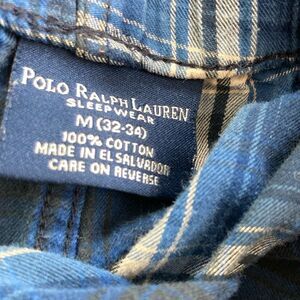 POLO RALPH LAUREN
SLEEPWEAR
M (32-34)
100% COTTON
MADE IN EL SALVADOR
CARE ON REVERSE